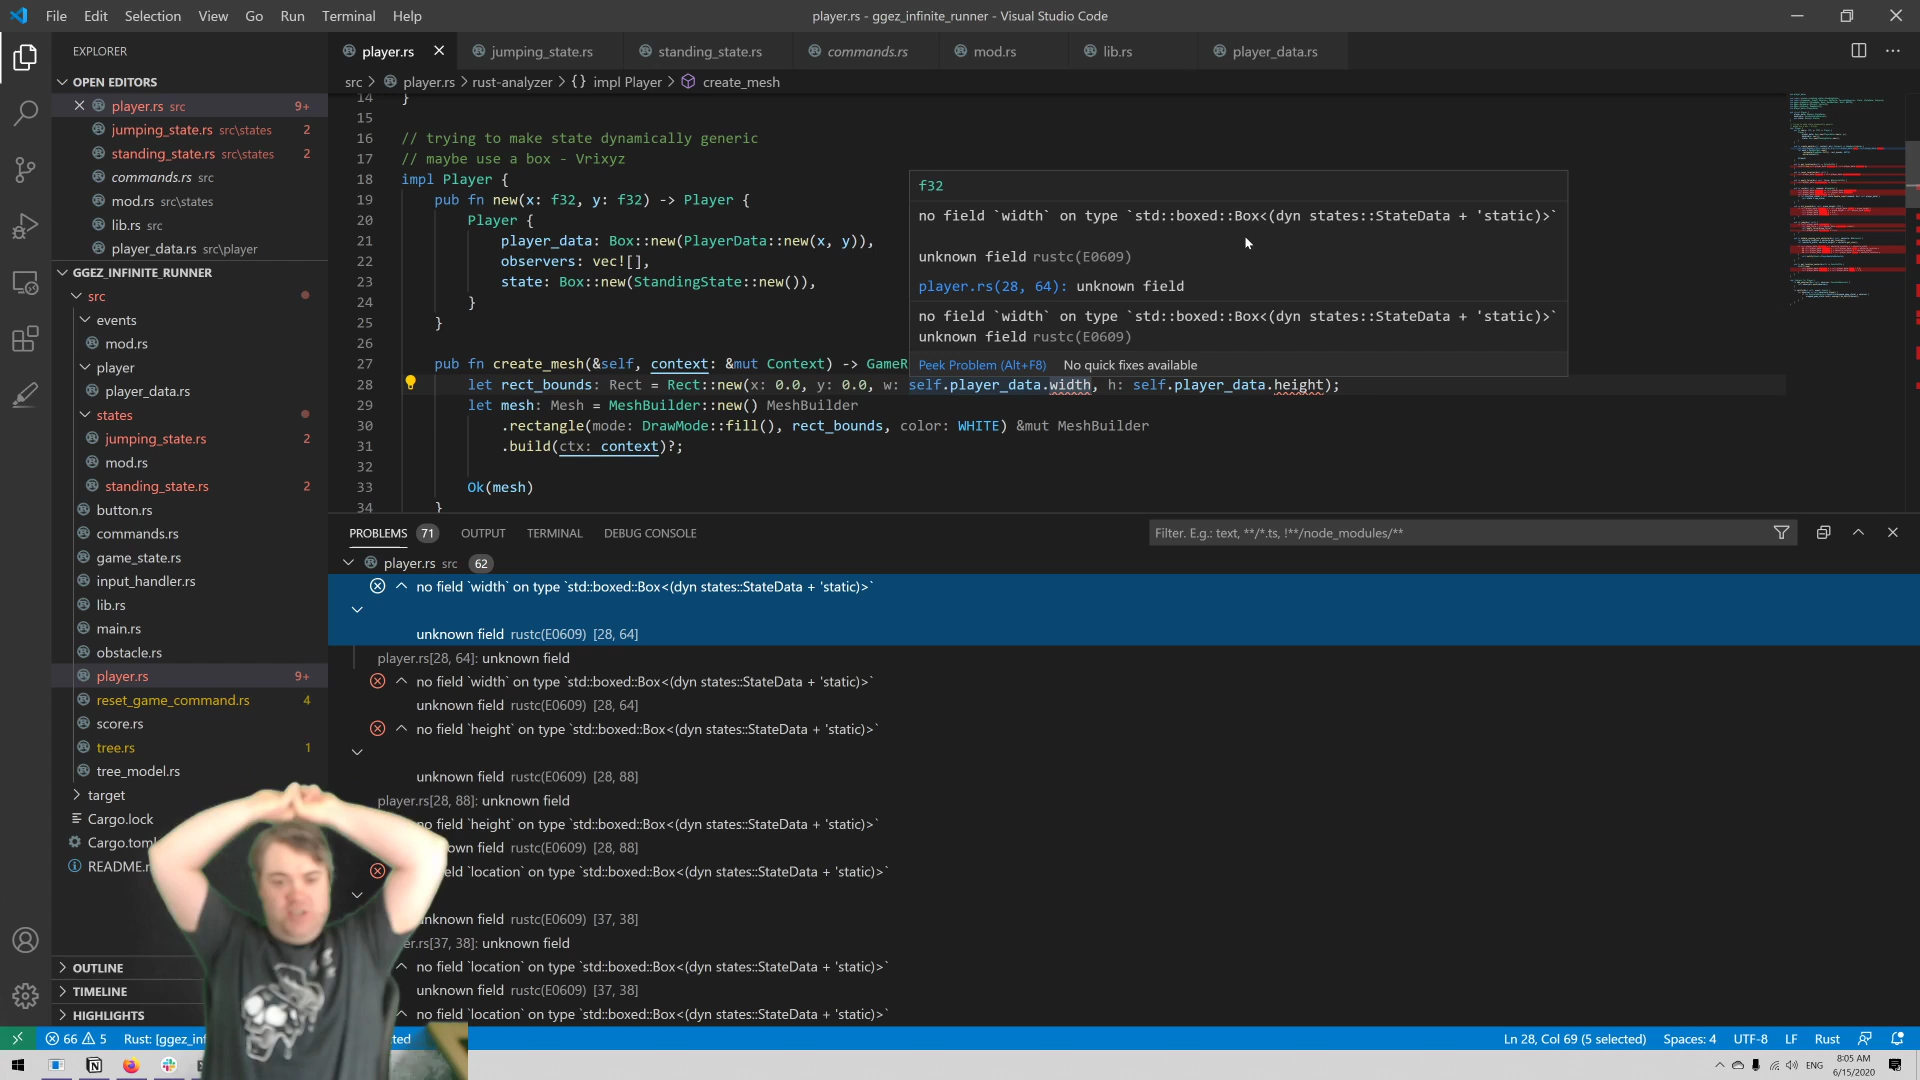 File Edit Selection View Go Run Terminal Help
player.rs - ggez_infinite_runner - Visual Studio Code
EXPLORER
player.rs jumping_state.rs standing_state.rs commands.rs mod.rs lib.rs player_data.rs
OPEN EDITORS
player.rs src 9+
jumping_state.rs src\states 2
standing_state.rs src\states 2
commands.rs src
mod.rs src\states
lib.rs src
player_data.rs src\player
GGEZ_INFINITE_RUNNER
src
events
mod.rs
player
player_data.rs
states
jumping_state.rs 2
mod.rs
standing_state.rs 2
button.rs
commands.rs
game_state.rs
input_handler.rs
lib.rs
main.rs
obstacle.rs
player.rs 9+
reset_game_command.rs 4
score.rs
tree.rs 1
tree_model.rs
target
Cargo.lock
OUTLINE
TIMELINE
HIGHLIGHTS
src > player.rs > rust-analyzer > {} impl Player > create_mesh
14 }
15
16 // trying to make state dynamically generic
17 // maybe use a box - Vrixyz
18 impl Player {
19 pub fn new(x: f32, y: f32) -> Player {
20 Player {
21 player_data: Box::new(PlayerData::new(x, y)),
22 observers: vec![],
23 state: Box::new(StandingState::new()),
24 }
25 }
26
27 pub fn create_mesh(&self, context: &mut Context) -> GameR
28 let rect_bounds: Rect = Rect::new(x: 0.0, y: 0.0, w: self.player_data.width, h: self.player_data.height);
29 let mesh: Mesh = MeshBuilder::new() MeshBuilder
30 .rectangle(mode: DrawMode::fill(), rect_bounds, color: WHITE) &mut MeshBuilder
31 .build(ctx: context)?;
32
33 Ok(mesh)
34 }
f32
no field `width` on type `std::boxed::Box<(dyn states::StateData + 'static)>`
unknown field rustc(E0609)
player.rs(28, 64): unknown field
no field `width` on type `std::boxed::Box<(dyn states::StateData + 'static)>`
unknown field rustc(E0609)
Peek Problem (Alt+F8) No quick fixes available
PROBLEMS 71 OUTPUT TERMINAL DEBUG CONSOLE
Filter. E.g.: text, **/*.ts, !**/node_modules/**
player.rs src 62
no field `width` on type `std::boxed::Box<(dyn states::StateData + 'static)>`
unknown field rustc(E0609) [28, 64]
player.rs[28, 64]: unknown field
no field `width` on type `std::boxed::Box<(dyn states::StateData + 'static)>`
unknown field rustc(E0609) [28, 64]
no field `height` on type `std::boxed::Box<(dyn states::StateData + 'static)>`
unknown field rustc(E0609) [28, 88]
player.rs[28, 88]: unknown field
no field `height` on type `std::boxed::Box<(dyn states::StateData + 'static)>`
rustc(E0609) [28, 88]
`location` on type `std::boxed::Box<(dyn states::StateData + 'static)>`
field rustc(E0609) [37, 38]
[37, 38]: unknown field
no field `location` on type `std::boxed::Box<(dyn states::StateData + 'static)>`
unknown field rustc(E0609) [37, 38]
no field `location` on type `std::boxed::Box<(dyn states::StateData + 'static)>`
66 5 Rust:
Ln 28, Col 69 (5 selected) Spaces: 4 UTF-8 LF Rust
ENG
8:05 AM
6/15/2020